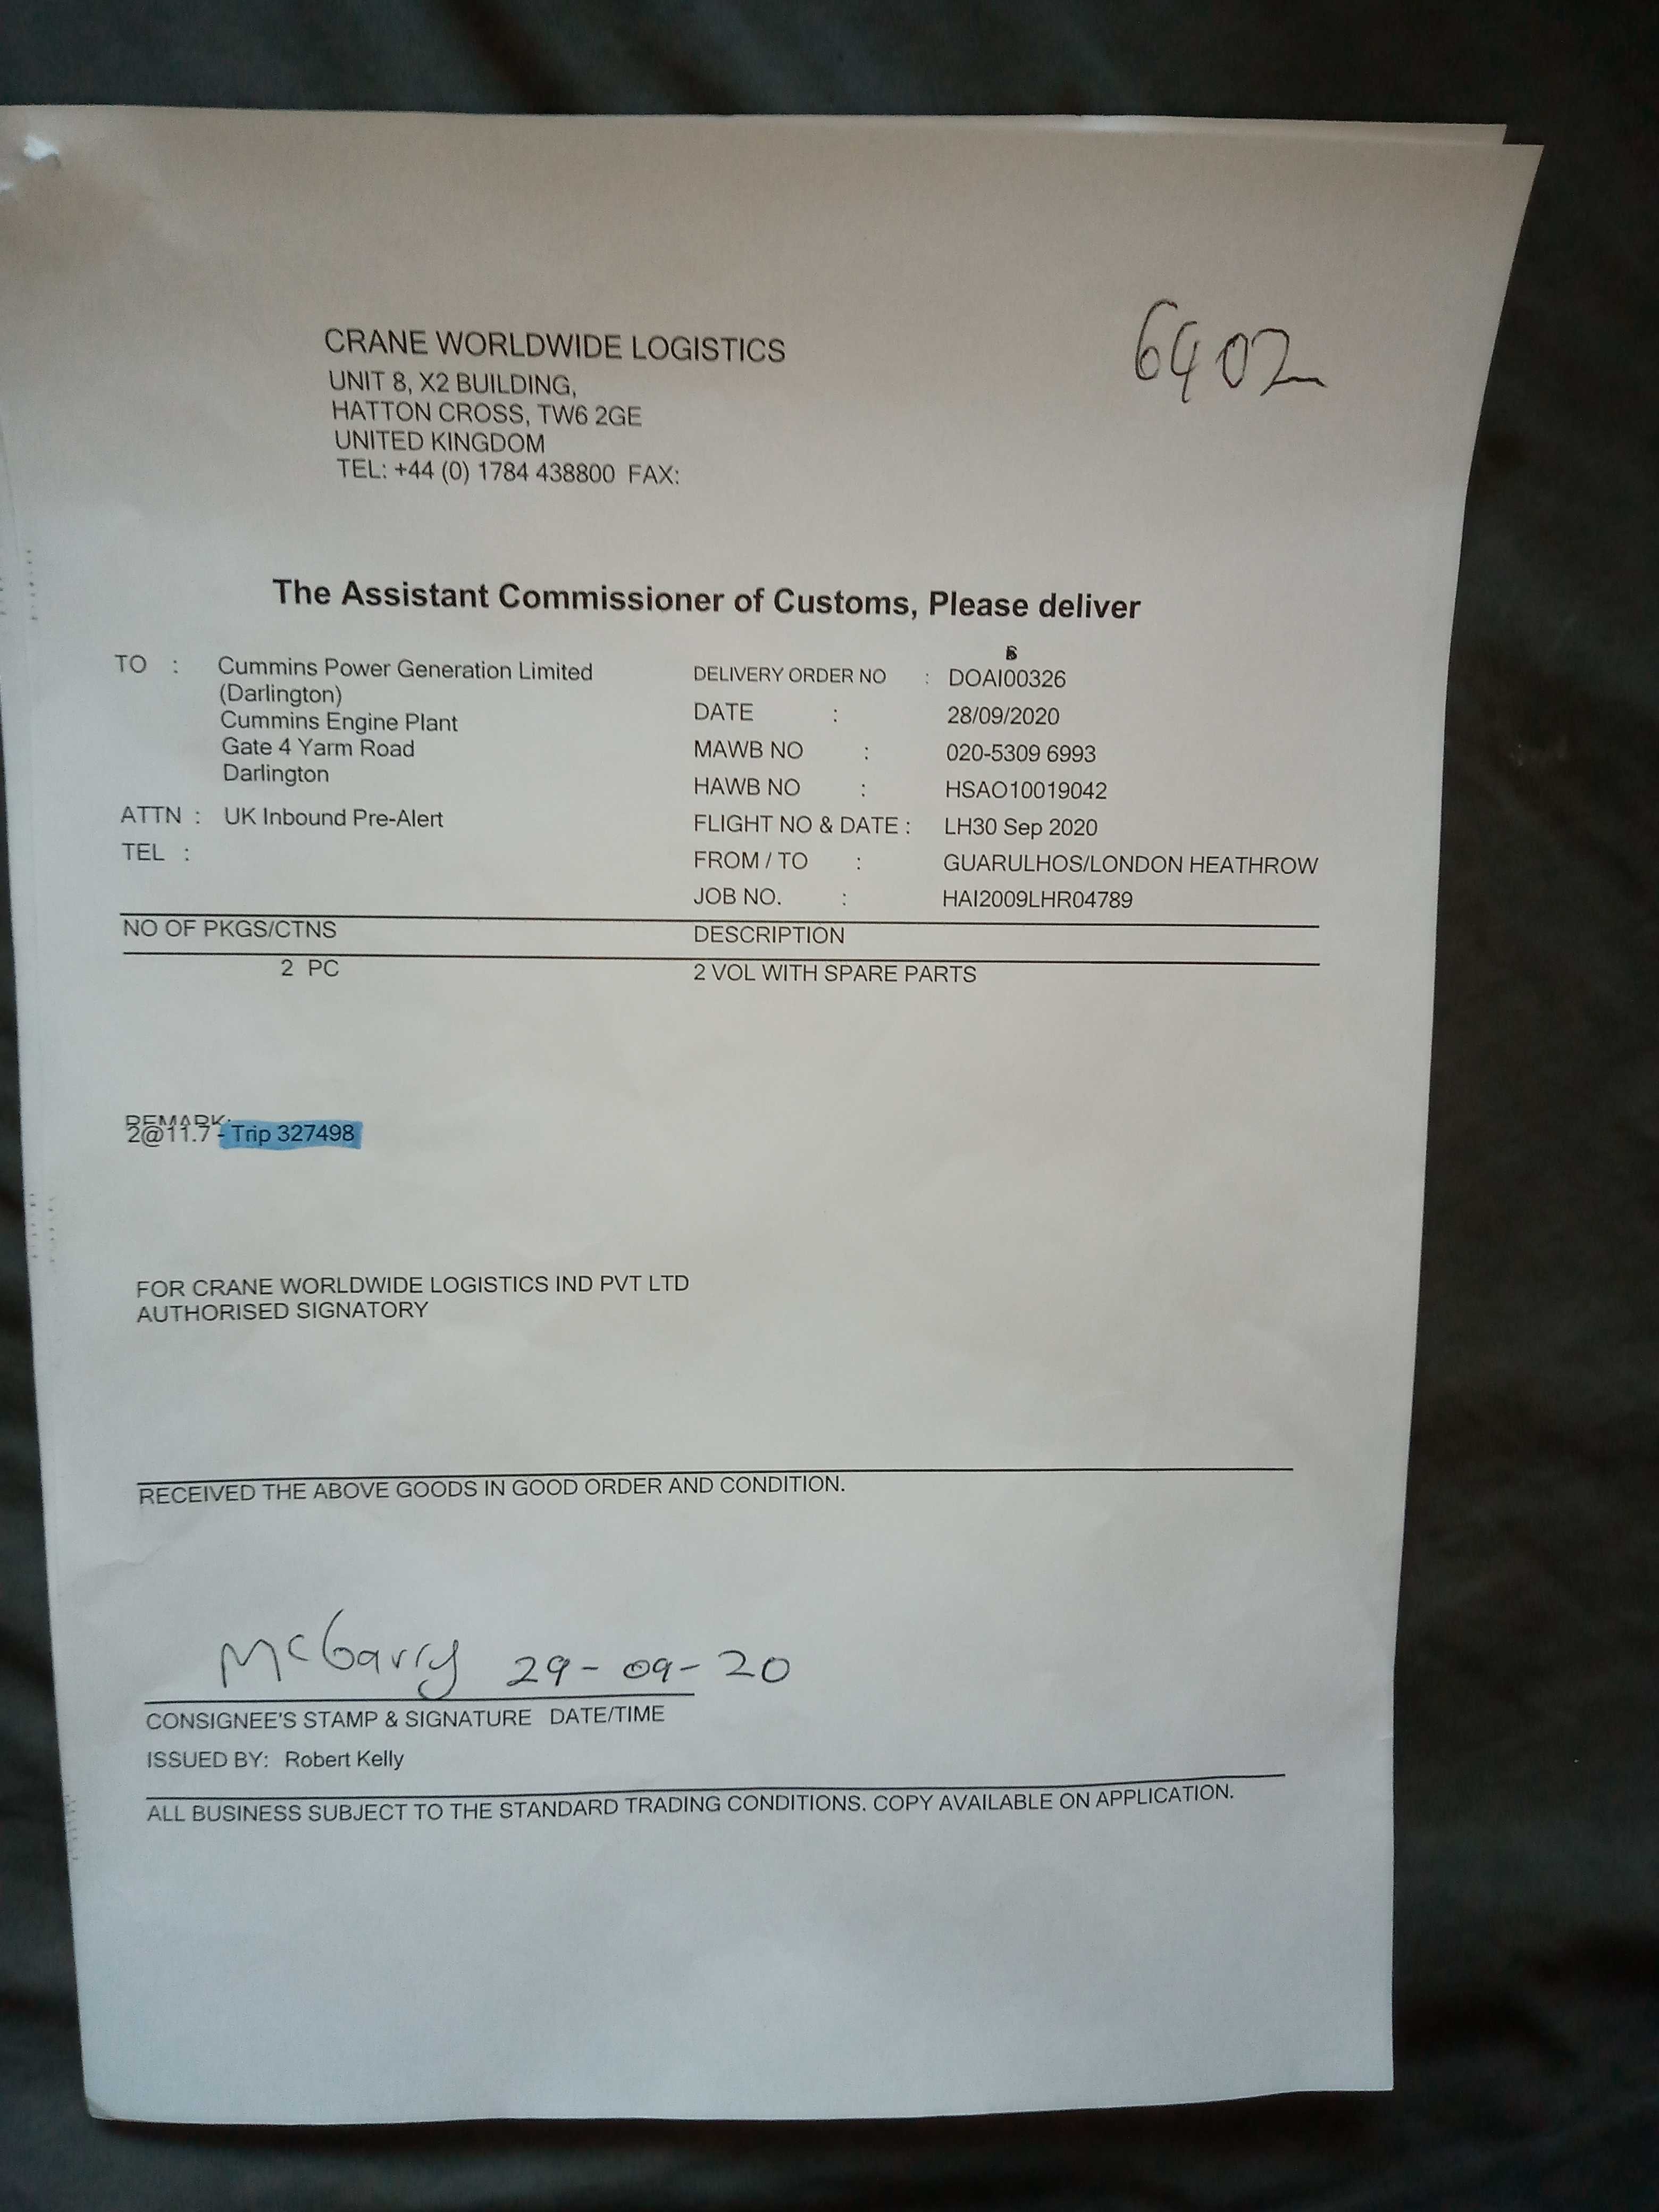 6402
CRANE WORLDWIDE LOGISTICS
UNIT 8, X2 BUILDING,
HATTON CROSS, TW6 2GE
UNITED KINGDOM
TEL: +44 (0) 1784 438800 FAX:
The Assistant Commissioner of Customs, Please deliver
TO : Cummins Power Generation Limited
(Darlington)
Cummins Engine Plant
Gate 4 Yarm Road
Darlington
ATTN : UK Inbound Pre-Alert
TEL :
DELIVERY ORDER NO : DOAI00326
DATE : 28/09/2020
MAWB NO : 020-5309 6993
HAWB NO : HSAO10019042
FLIGHT NO & DATE : LH30 Sep 2020
FROM / TO : GUARULHOS/LONDON HEATHROW
JOB NO. : HAI2009LHR04789
NO OF PKGS/CTNS DESCRIPTION
2 PC 2 VOL WITH SPARE PARTS
REMARK:
2@11.7 - Trip 327498
FOR CRANE WORLDWIDE LOGISTICS IND PVT LTD
AUTHORISED SIGNATORY
RECEIVED THE ABOVE GOODS IN GOOD ORDER AND CONDITION.
McGarry 29-09-20
CONSIGNEE'S STAMP & SIGNATURE DATE/TIME
ISSUED BY: Robert Kelly
ALL BUSINESS SUBJECT TO THE STANDARD TRADING CONDITIONS. COPY AVAILABLE ON APPLICATION.